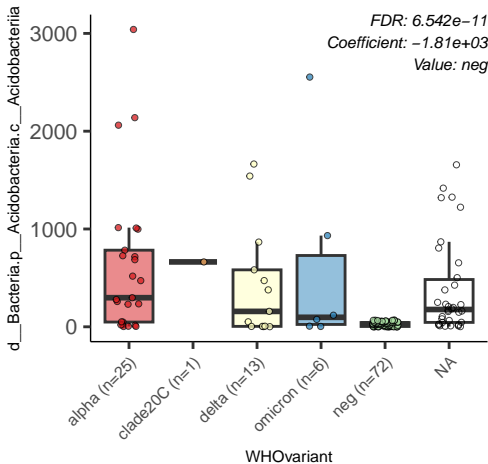 FDR: 6.542e−11
Coefficient: −1.81e+03
Value: neg
d__Bacteria.p__Acidobacteria.c__Acidobacteriia
3000
2000
1000
0
alpha (n=25)
clade20C (n=1)
delta (n=13)
omicron (n=6)
neg (n=72)
NA
WHOvariant